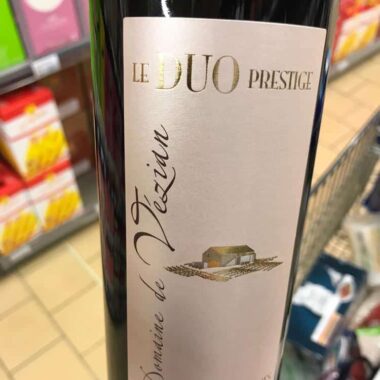 LE DUO PRESTIGE
Domaine de Vézian